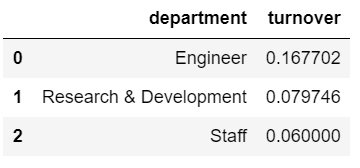 department turnover
0 Engineer 0.167702
1 Research & Development 0.079746
2 Staff 0.060000